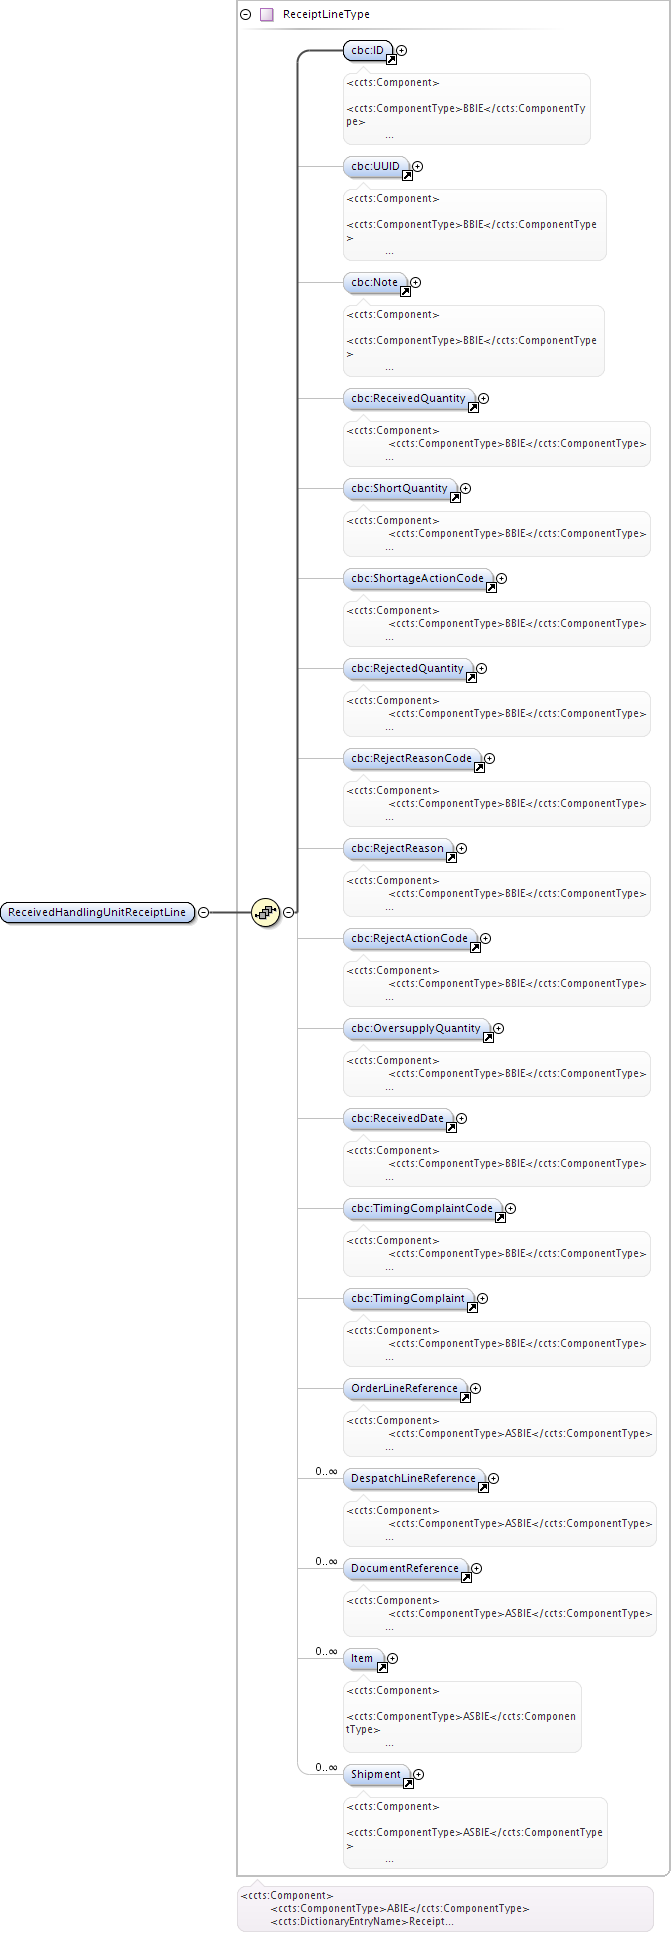 ReceiptLineType
cbc:ID
<ccts:Component>
<ccts:ComponentType>BBIE</ccts:ComponentTy
pe>
...
cbc:UUID
<ccts:Component>
<ccts:ComponentType>BBIE</ccts:ComponentType
>
...
cbc:Note
<ccts:Component>
<ccts:ComponentType>BBIE</ccts:ComponentType
>
...
cbc:ReceivedQuantity
<ccts:Component>
<ccts:ComponentType>BBIE</ccts:ComponentType>
...
cbc:ShortQuantity
<ccts:Component>
<ccts:ComponentType>BBIE</ccts:ComponentType>
...
cbc:ShortageActionCode
<ccts:Component>
<ccts:ComponentType>BBIE</ccts:ComponentType>
...
cbc:RejectedQuantity
<ccts:Component>
<ccts:ComponentType>BBIE</ccts:ComponentType>
...
cbc:RejectReasonCode
<ccts:Component>
<ccts:ComponentType>BBIE</ccts:ComponentType>
...
cbc:RejectReason
<ccts:Component>
<ccts:ComponentType>BBIE</ccts:ComponentType>
...
ReceivedHandlingUnitReceiptLine
cbc:RejectActionCode
<ccts:Component>
<ccts:ComponentType>BBIE</ccts:ComponentType>
...
cbc:OversupplyQuantity
<ccts:Component>
<ccts:ComponentType>BBIE</ccts:ComponentType>
...
cbc:ReceivedDate
<ccts:Component>
<ccts:ComponentType>BBIE</ccts:ComponentType>
...
cbc:TimingComplaintCode
<ccts:Component>
<ccts:ComponentType>BBIE</ccts:ComponentType>
...
cbc:TimingComplaint
<ccts:Component>
<ccts:ComponentType>BBIE</ccts:ComponentType>
...
OrderLineReference
<ccts:Component>
<ccts:ComponentType>ASBIE</ccts:ComponentType>
...
0..∞
DespatchLineReference
<ccts:Component>
<ccts:ComponentType>ASBIE</ccts:ComponentType>
...
0..∞
DocumentReference
<ccts:Component>
<ccts:ComponentType>ASBIE</ccts:ComponentType>
...
0..∞
Item
<ccts:Component>
<ccts:ComponentType>ASBIE</ccts:Componen
tType>
...
0..∞
Shipment
<ccts:Component>
<ccts:ComponentType>ASBIE</ccts:ComponentType
>
...
<ccts:Component>
<ccts:ComponentType>ABIE</ccts:ComponentType>
<ccts:DictionaryEntryName>Receipt...